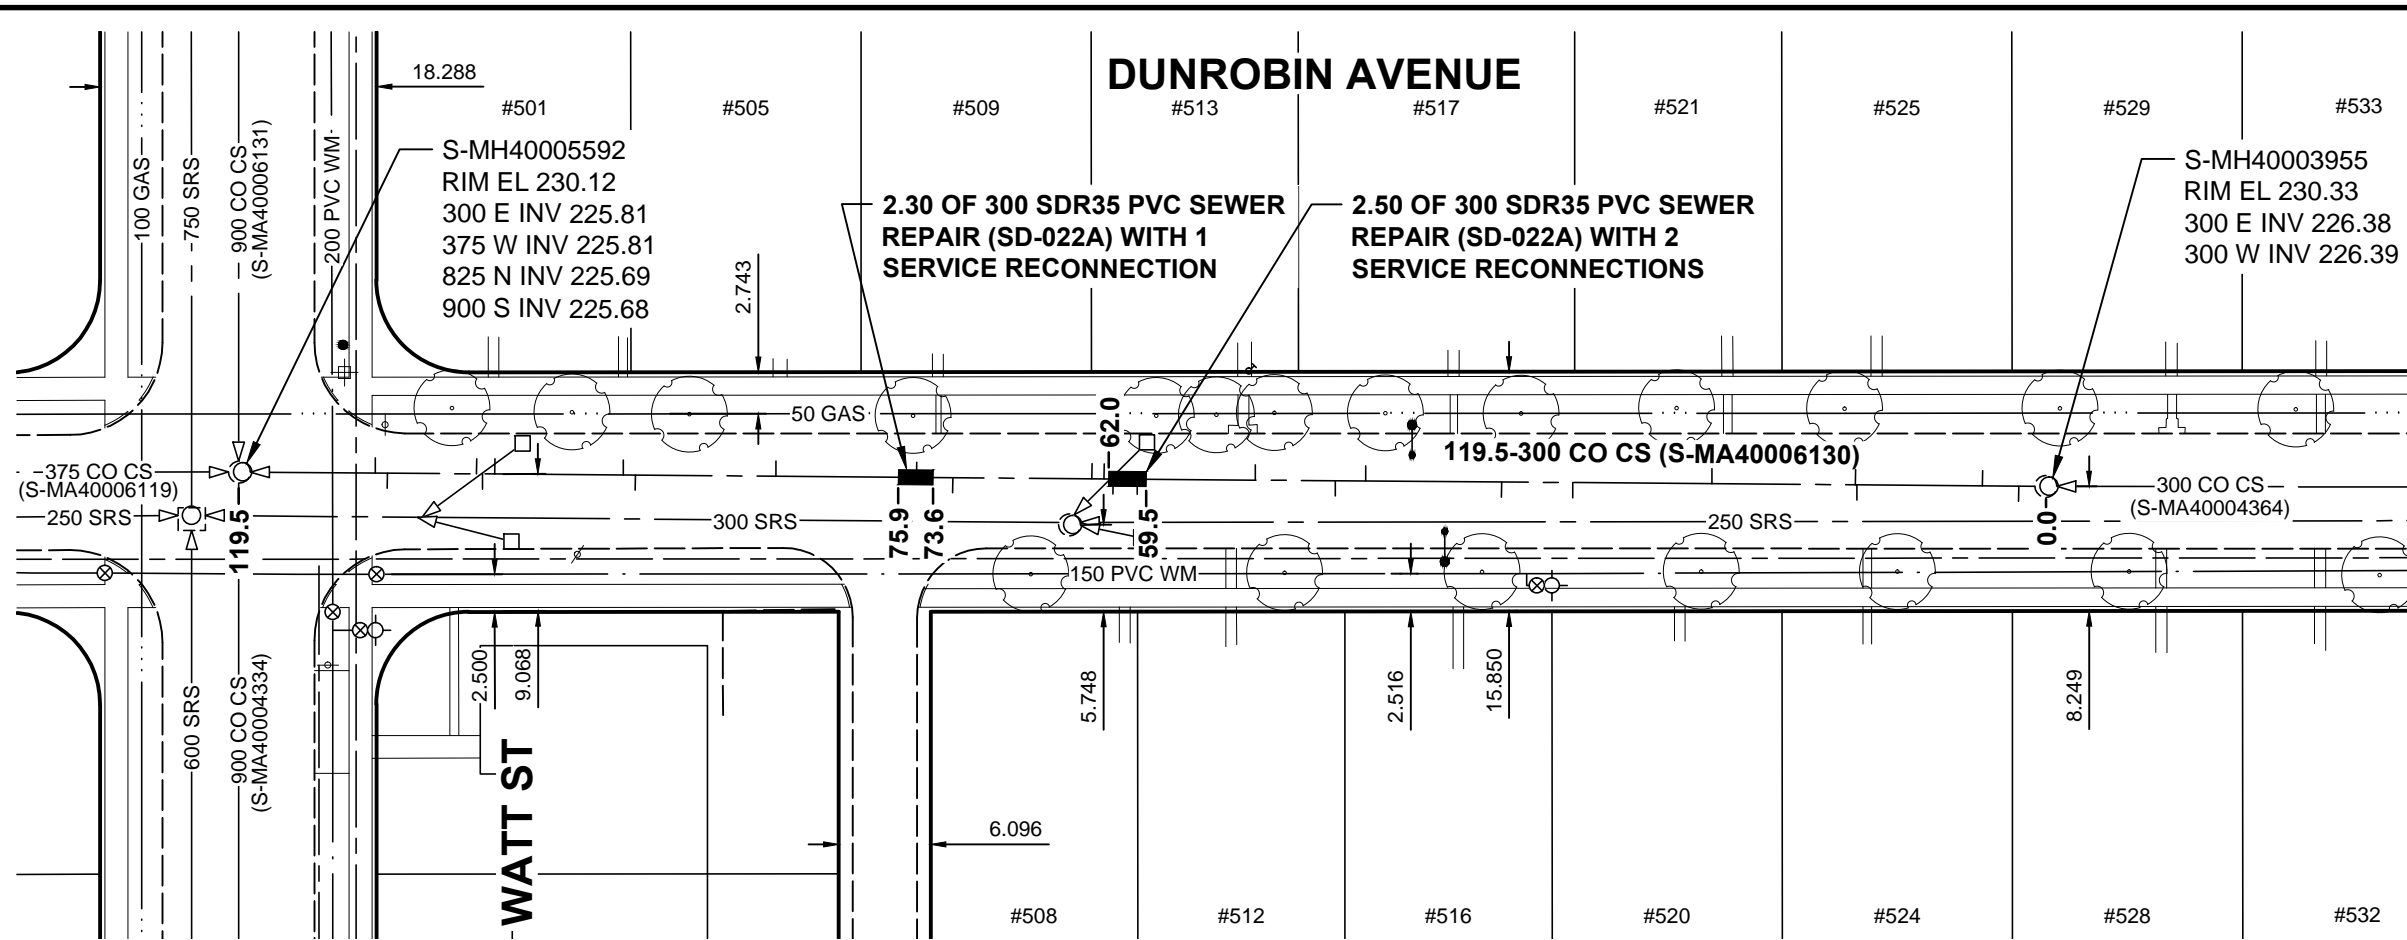 DUNROBIN AVENUE
18.288
#501
#505
#509
#513
#517
#521
#525
#529
#533
100 GAS
750 SRS
900 CO CS
(S-MA40006131)
200 PVC WM
S-MH40005592
RIM EL 230.12
300 E INV 225.81
375 W INV 225.81
825 N INV 225.69
900 S INV 225.68
2.30 OF 300 SDR35 PVC SEWER
REPAIR (SD-022A) WITH 1
SERVICE RECONNECTION
2.50 OF 300 SDR35 PVC SEWER
REPAIR (SD-022A) WITH 2
SERVICE RECONNECTIONS
S-MH40003955
RIM EL 230.33
300 E INV 226.38
300 W INV 226.39
2.743
50 GAS
62.0
119.5-300 CO CS (S-MA40006130)
375 CO CS
(S-MA40006119)
250 SRS
119.5
300 SRS
75.9
73.6
59.5
250 SRS
0.0
300 CO CS
(S-MA40004364)
150 PVC WM
600 SRS
900 CO CS
(S-MA40004334)
2.500
9.068
5.748
2.516
15.850
8.249
WATT ST
6.096
#508
#512
#516
#520
#524
#528
#532